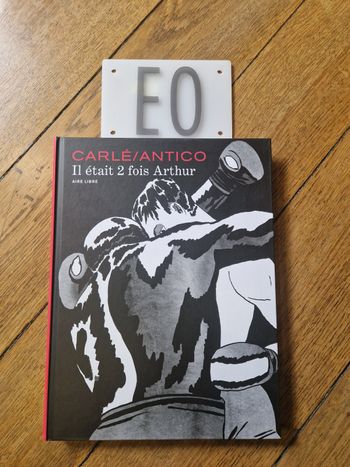 EO
CARLÉ/ANTICO
Il était 2 fois Arthur
AIRE LIBRE